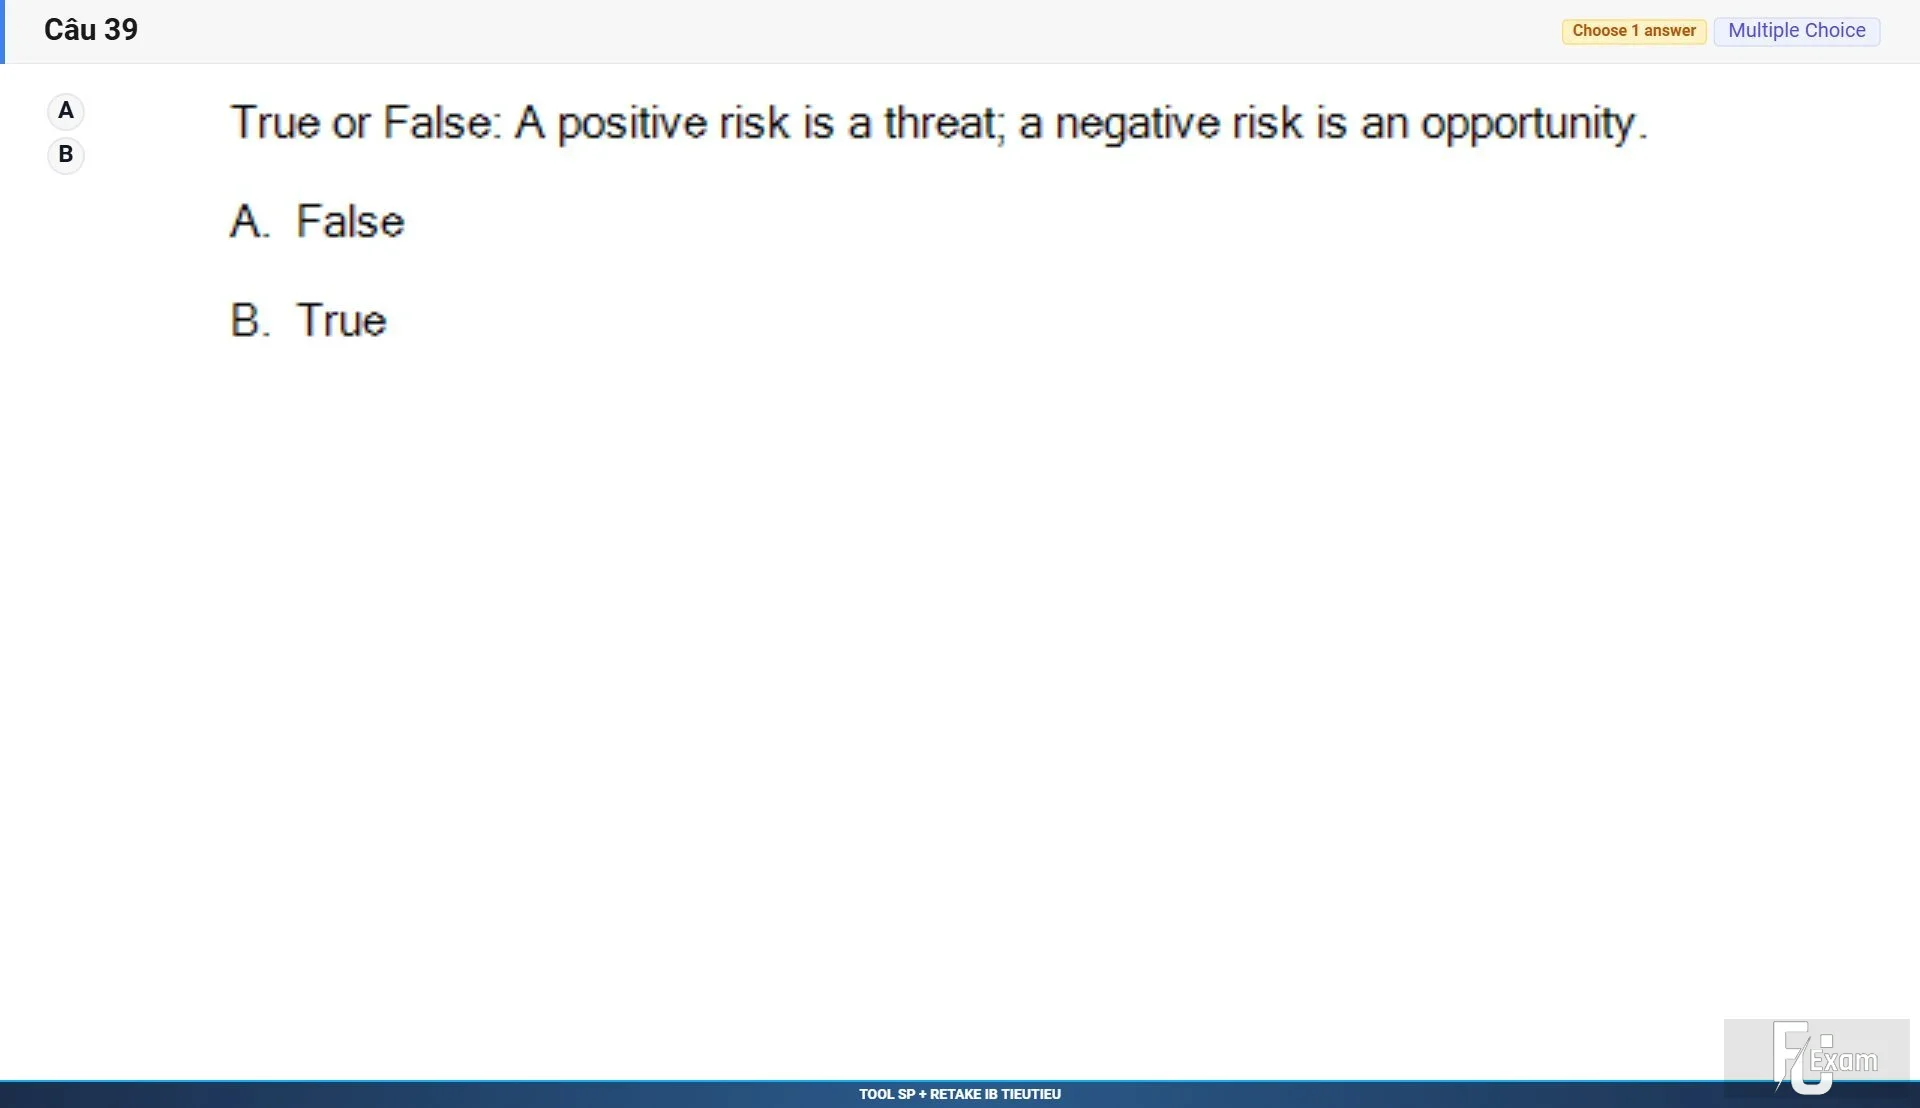 Câu 39
Choose 1 answer
Multiple Choice
A
B
True or False: A positive risk is a threat; a negative risk is an opportunity.
A. False
B. True
FU Exam
TOOL SP + RETAKE IB TIEUTIEU